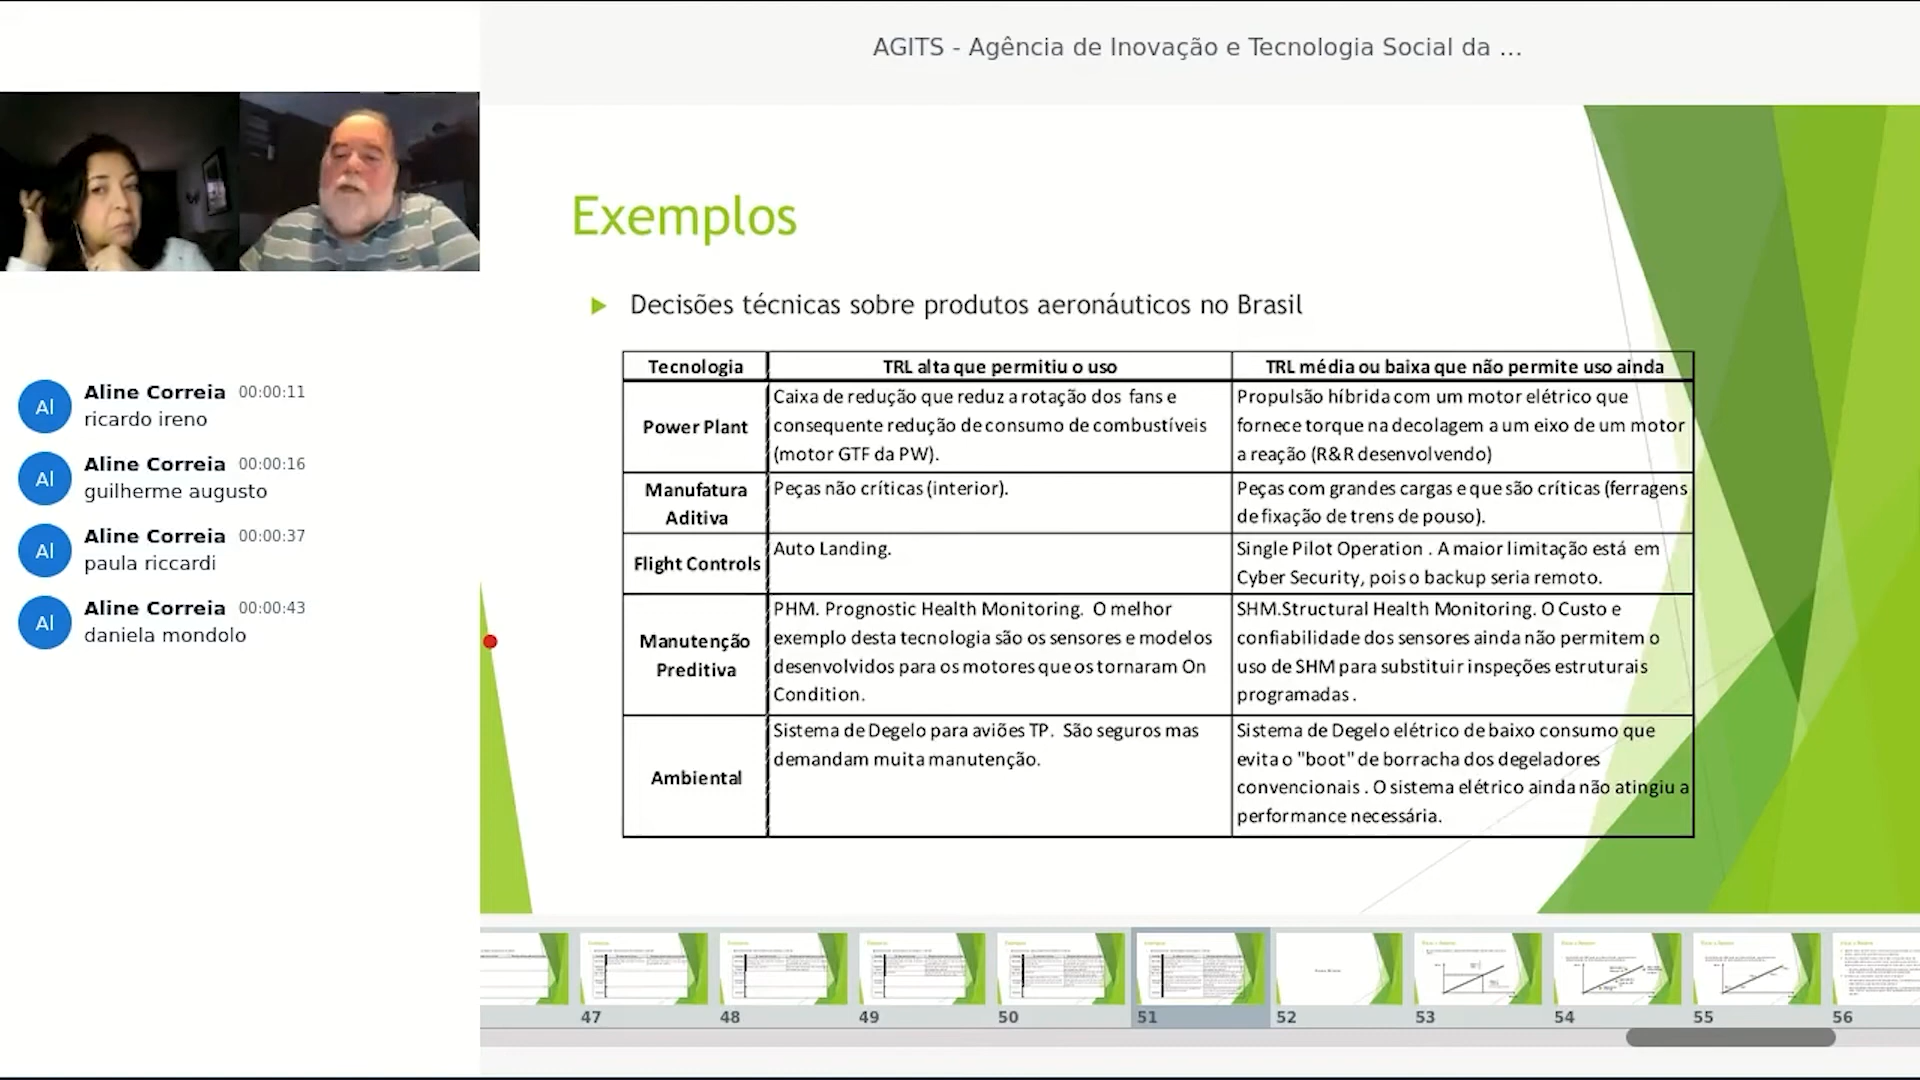 AGITS - Agência de Inovação e Tecnologia Social da ...
Al
Aline Correia 00:00:11
ricardo ireno
Al
Aline Correia 00:00:16
guilherme augusto
Al
Aline Correia 00:00:37
paula riccardi
Al
Aline Correia 00:00:43
daniela mondolo
Exemplos
Decisões técnicas sobre produtos aeronáuticos no Brasil
Tecnologia
TRL alta que permitiu o uso
TRL média ou baixa que não permite uso ainda
Power Plant
Caixa de redução que reduz a rotação dos fans e
consequente redução de consumo de combustíveis
(motor GTF da PW).
Propulsão híbrida com um motor elétrico que
fornece torque na decolagem a um eixo de um motor
a reação (R&R desenvolvendo)
Manufatura
Aditiva
Peças não críticas (interior).
Peças com grandes cargas e que são críticas (ferragens
de fixação de trens de pouso).
Flight Controls
Auto Landing.
Single Pilot Operation . A maior limitação está em
Cyber Security, pois o backup seria remoto.
Manutenção
Preditiva
PHM. Prognostic Health Monitoring. O melhor
exemplo desta tecnologia são os sensores e modelos
desenvolvidos para os motores que os tornaram On
Condition.
SHM.Structural Health Monitoring. O Custo e
confiabilidade dos sensores ainda não permitem o
uso de SHM para substituir inspeções estruturais
programadas .
Ambiental
Sistema de Degelo para aviões TP. São seguros mas
demandam muita manutenção.
Sistema de Degelo elétrico de baixo consumo que
evita o "boot" de borracha dos degeladores
convencionais . O sistema elétrico ainda não atingiu a
performance necessária.
47
48
49
50
51
52
53
54
55
56